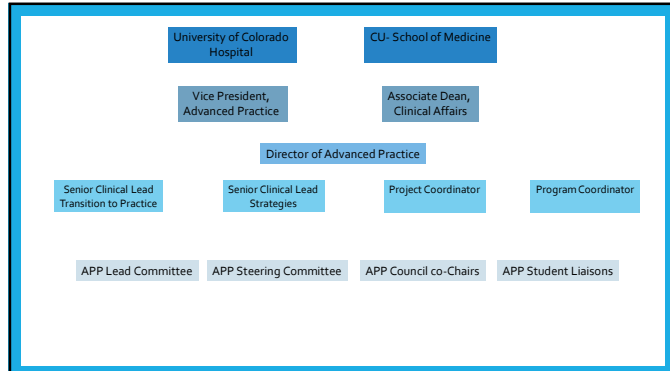 University of Colorado
Hospital
CU- School of Medicine
Vice President,
Advanced Practice
Associate Dean,
Clinical Affairs
Director of Advanced Practice
Senior Clinical Lead
Transition to Practice
Senior Clinical Lead
Strategies
Project Coordinator
Program Coordinator
APP Lead Committee
APP Steering Committee
APP Council co-Chairs
APP Student Liaisons